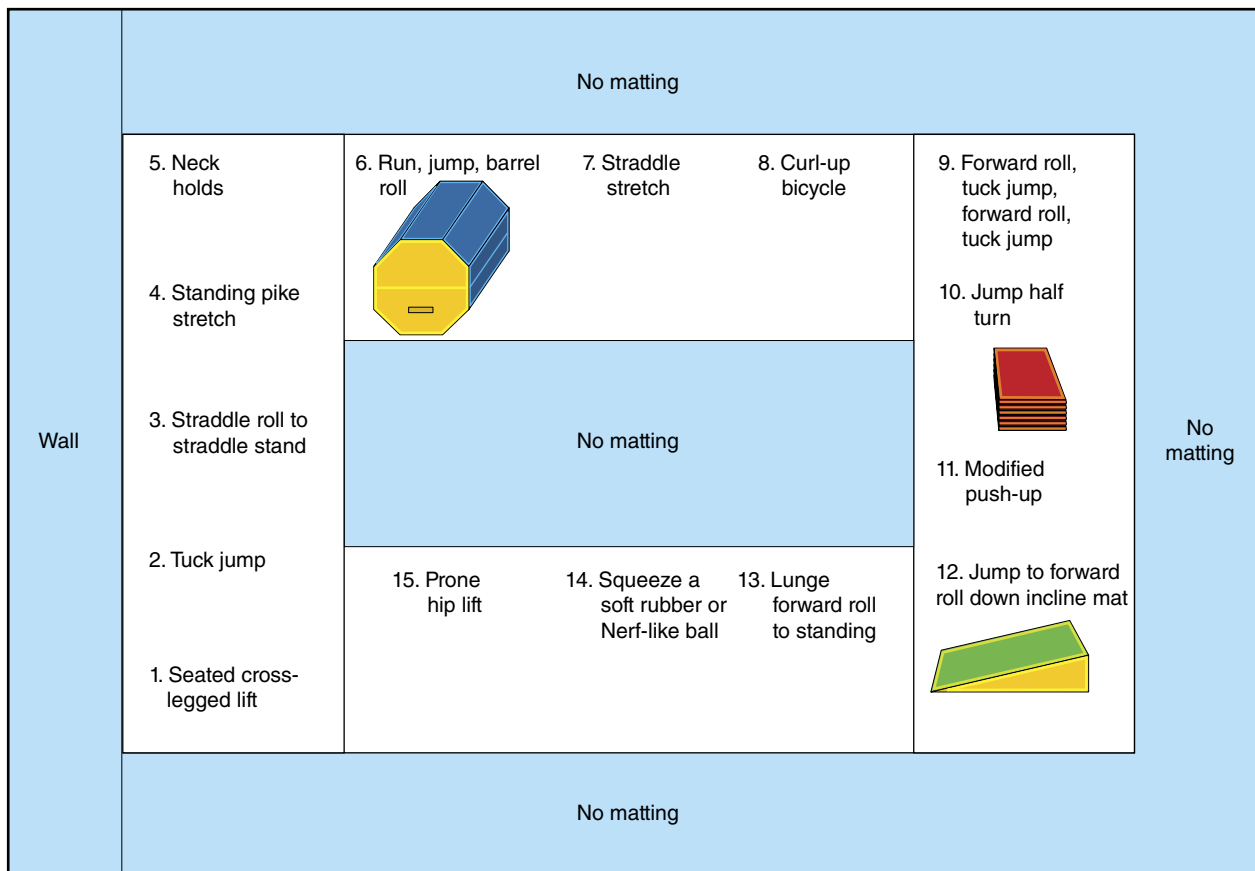 No matting
5. Neck
holds
6. Run, jump, barrel
roll
7. Straddle
stretch
8. Curl-up
bicycle
9. Forward roll,
tuck jump,
forward roll,
tuck jump
4. Standing pike
stretch
10. Jump half
turn
3. Straddle roll to
straddle stand
Wall
No matting
No
matting
11. Modified
push-up
2. Tuck jump
15. Prone
hip lift
14. Squeeze a
soft rubber or
Nerf-like ball
13. Lunge
forward roll
to standing
12. Jump to forward
roll down incline mat
1. Seated cross-
legged lift
No matting